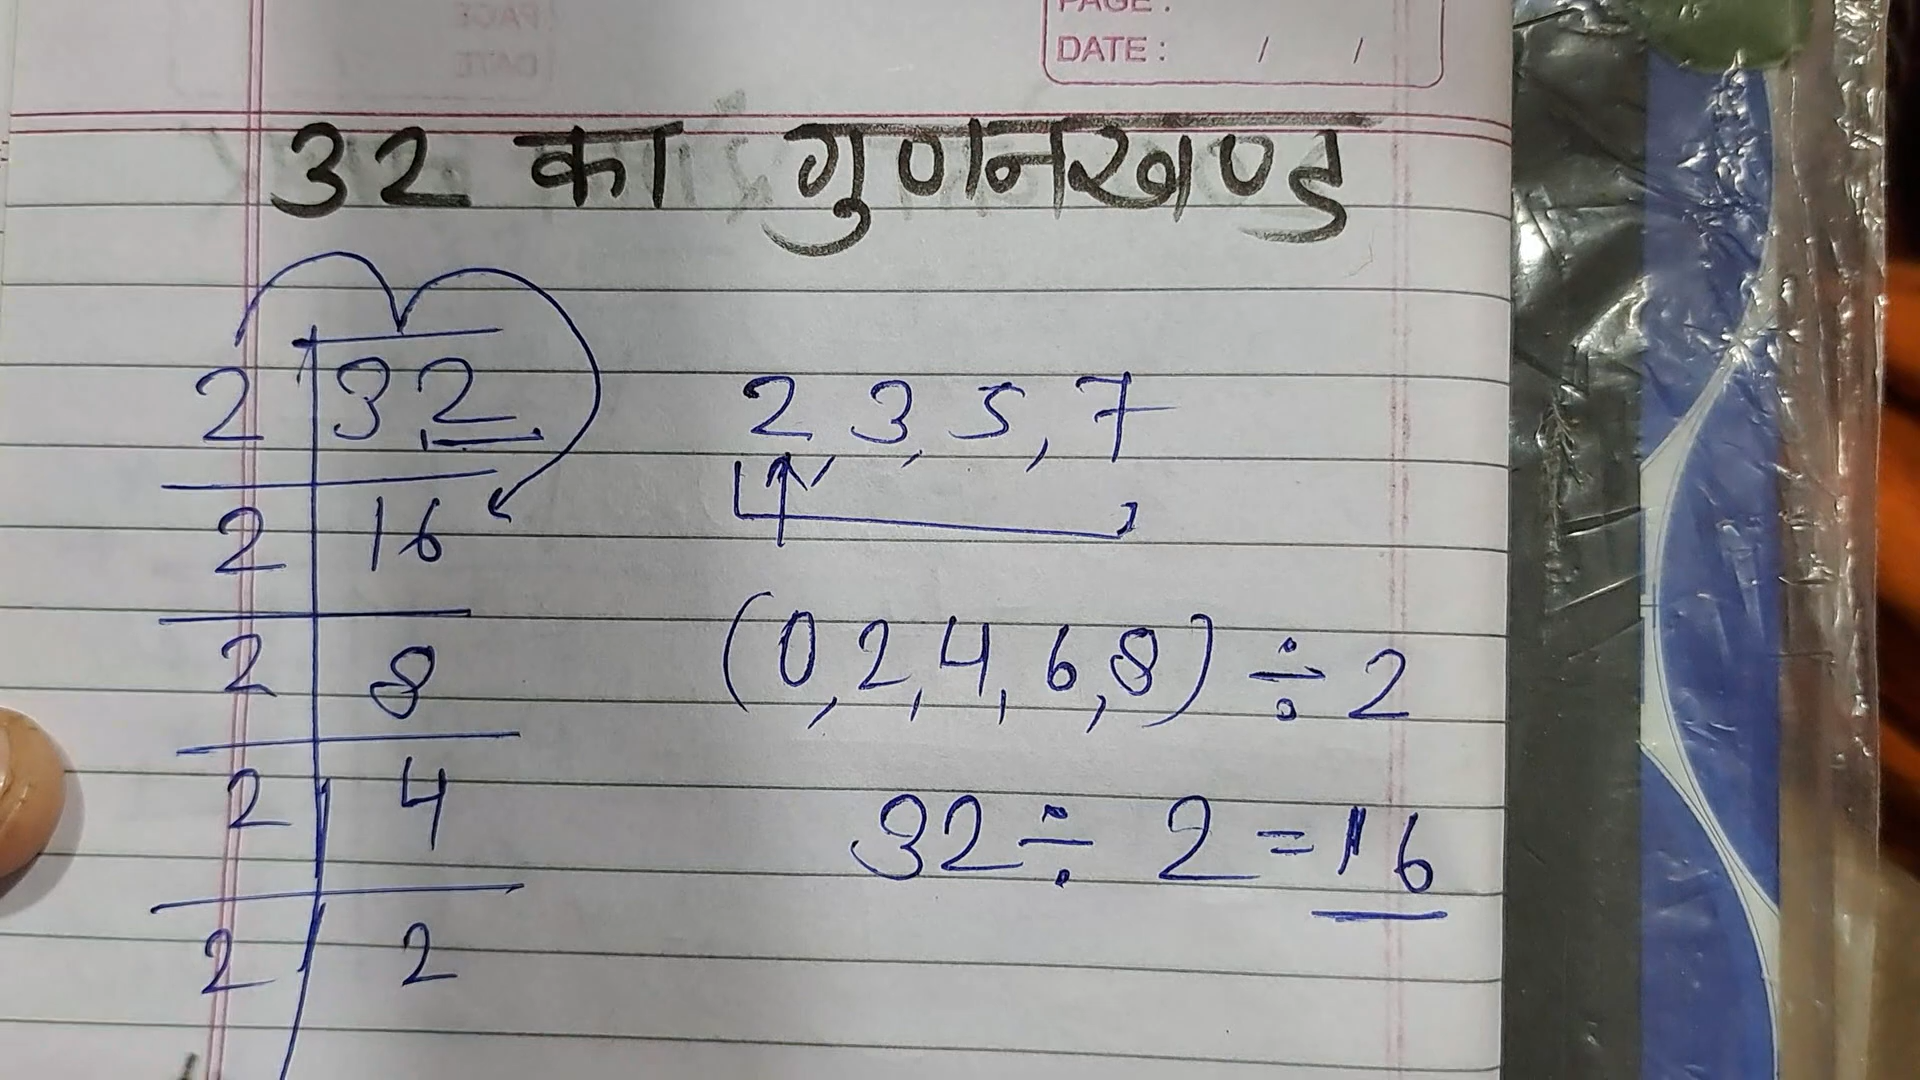 PAGE :
DATE : / /
32 का गुणनखण्ड
2 | 32
2 | 16
2 | 8
2 | 4
2 | 2
2, 3, 5, 7
(0, 2, 4, 6, 8) ÷ 2
32 ÷ 2 = 16